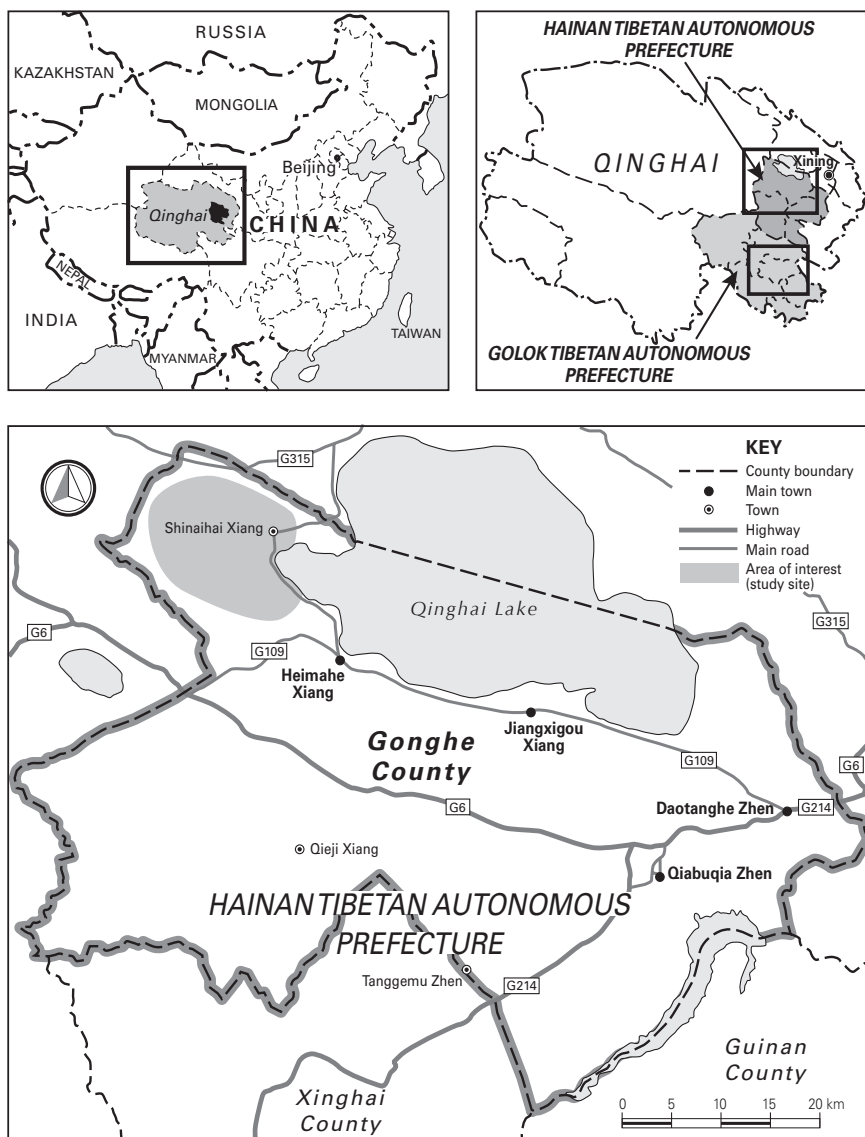 RUSSIA
KAZAKHSTAN
MONGOLIA
Beijing
Qinghai
CHINA
NEPAL
INDIA
MYANMAR
TAIWAN
HAINAN TIBETAN AUTONOMOUS
PREFECTURE
QINGHAI
Xining
GOLOK TIBETAN AUTONOMOUS
PREFECTURE
KEY
County boundary
Main town
Town
Highway
Main road
Area of interest
(study site)
G315
Shinaihai Xiang
Qinghai Lake
G315
G6
G109
Heimahe
Xiang
Jiangxigou
Xiang
Gonghe
County
G109
G6
G6
Daotanghe Zhen
G214
Qieji Xiang
Qiabuqia Zhen
HAINAN TIBETAN AUTONOMOUS
PREFECTURE
Tanggemu Zhen
G214
Guinan
County
Xinghai
County
0 5 10 15 20 km